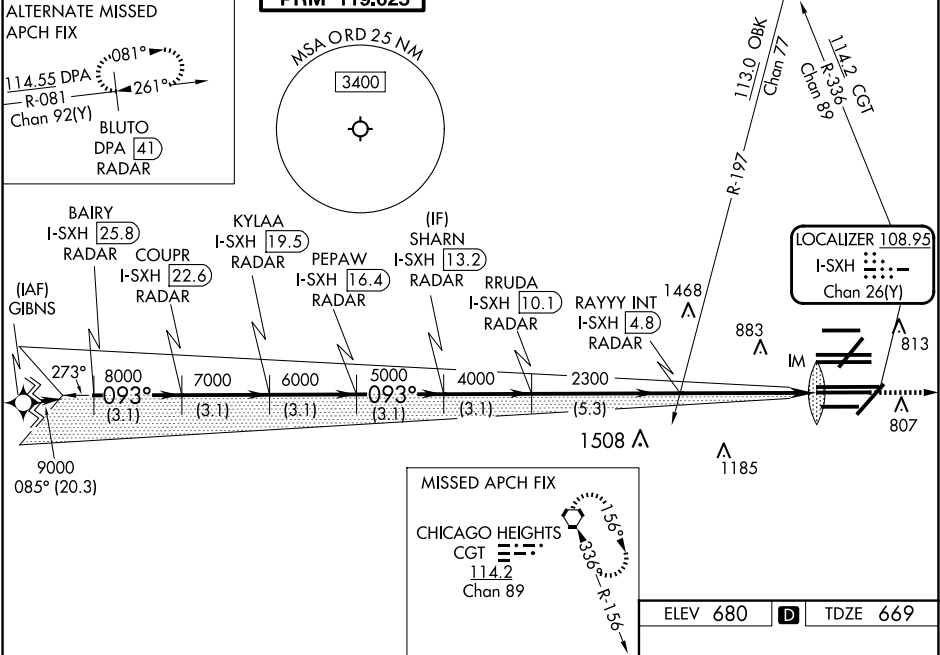 ALTERNATE MISSED
APCH FIX
081°
114.55 DPA
R-081
261°
Chan 92(Y)
BLUTO
DPA 41
RADAR
PRM 119.025
MSA ORD 25 NM
3400
113.0 OBK
Chan 77
R-197
114.2 CGT
R-336
Chan 89
LOCALIZER 108.95
I-SXH
Chan 26(Y)
(IAF)
GIBNS
BAIRY
I-SXH 25.8
RADAR
COUPR
I-SXH 22.6
RADAR
KYLAA
I-SXH 19.5
RADAR
PEPAW
I-SXH 16.4
RADAR
(IF)
SHARN
I-SXH 13.2
RADAR
RRUDA
I-SXH 10.1
RADAR
RAYYY INT
I-SXH 4.8
RADAR
1468
883
IM
813
807
273°
8000
7000
6000
5000
4000
2300
093°
093°
(3.1)
(3.1)
(3.1)
(3.1)
(3.1)
(5.3)
9000
085° (20.3)
1508
1185
MISSED APCH FIX
CHICAGO HEIGHTS
CGT
114.2
Chan 89
156°
336°
R-156
ELEV 680 D TDZE 669